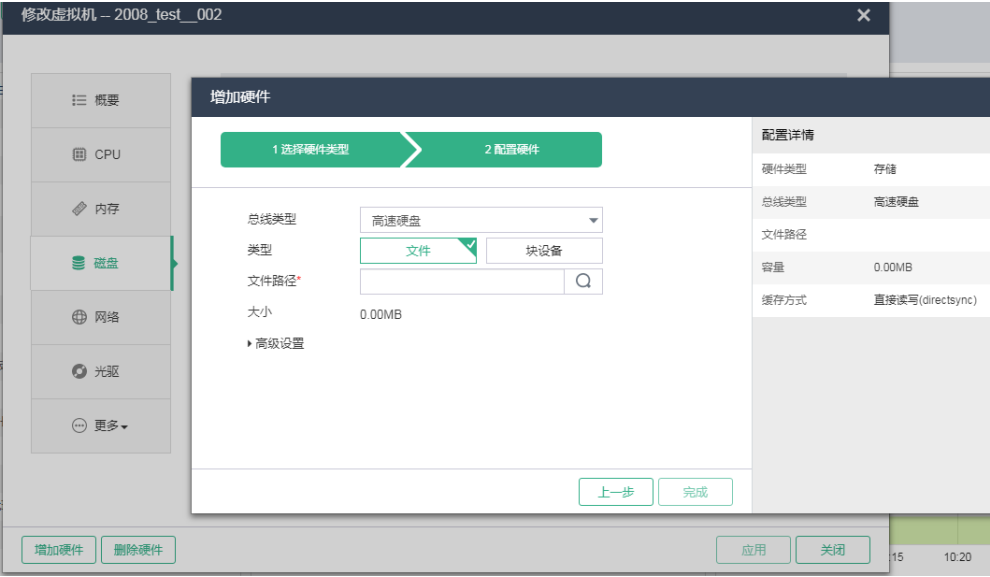 修改虚拟机 -- 2008_test__002
概要
CPU
内存
磁盘
网络
光驱
更多
增加硬件
1 选择硬件类型
2 配置硬件
总线类型
高速硬盘
类型
文件
块设备
文件路径*
大小
0.00MB
高级设置
上一步
完成
配置详情
硬件类型 存储
总线类型 高速硬盘
文件路径
容量 0.00MB
缓存方式 直接读写(directsync)
增加硬件
删除硬件
应用
关闭
:15
10:20